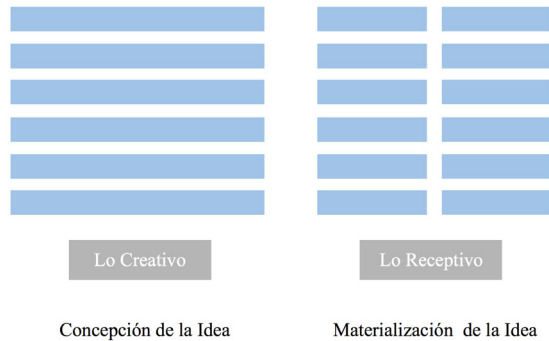 Lo Creativo
Lo Receptivo
Concepción de la Idea
Materialización de la Idea